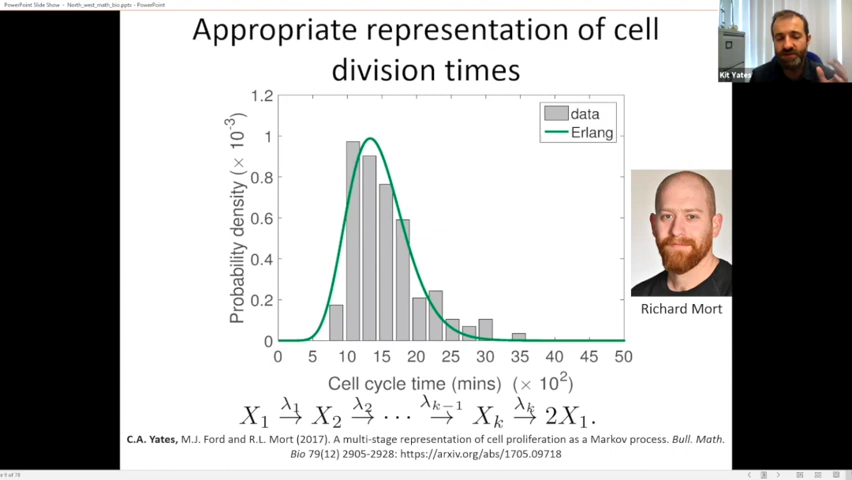 PowerPoint Slide Show - North_west_math_bio.pptx - PowerPoint
Appropriate representation of cell
division times
Kit Yates
1.2
1
0.8
0.6
0.4
0.2
0
Probability density (× 10⁻³)
data
Erlang
0 5 10 15 20 25 30 35 40 45 50
Cell cycle time (mins) (× 10²)
Richard Mort
X₁ →^λ₁ X₂ →^λ₂ ⋯ →^λₖ₋₁ Xₖ →^λₖ 2X₁.
C.A. Yates, M.J. Ford and R.L. Mort (2017). A multi-stage representation of cell proliferation as a Markov process. Bull. Math.
Bio 79(12) 2905-2928: https://arxiv.org/abs/1705.09718